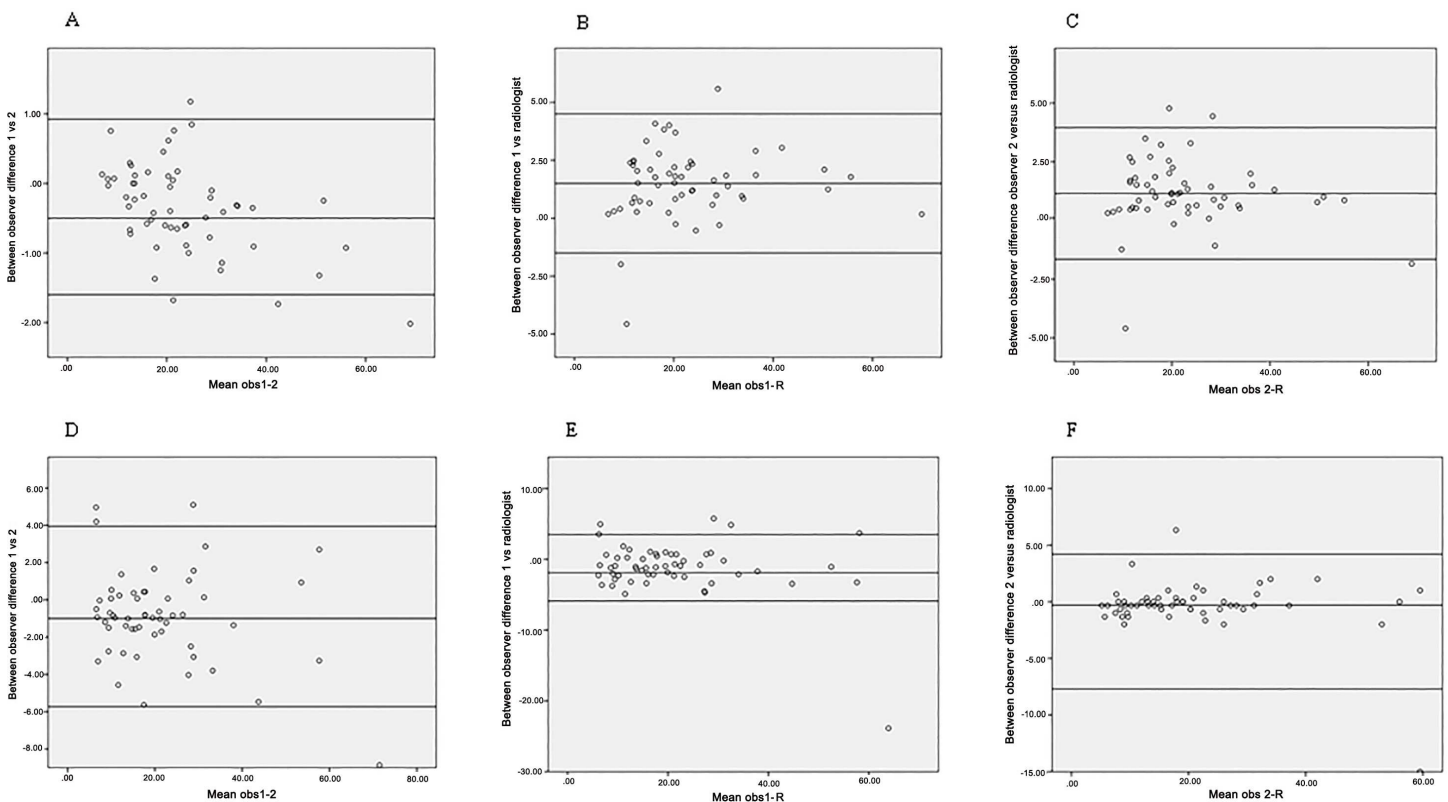 A
Between observer difference 1 vs 2
1.00
.00
-1.00
-2.00
.00 20.00 40.00 60.00
Mean obs1-2
B
Between observer difference 1 vs radiologist
5.00
2.50
.00
-2.50
-5.00
.00 20.00 40.00 60.00
Mean obs1-R
C
Between observer difference observer 2 versus radiologist
5.00
2.50
.00
-2.50
-5.00
.00 20.00 40.00 60.00
Mean obs 2-R
D
Between observer difference 1 vs 2
6.00
4.00
2.00
.00
-2.00
-4.00
-6.00
-8.00
.00 20.00 40.00 60.00 80.00
Mean obs1-2
E
Between observer difference 1 vs radiologist
10.00
.00
-10.00
-20.00
-30.00
.00 20.00 40.00 60.00
Mean obs1-R
F
Between observer difference 2 versus radiologist
10.00
5.00
.00
-5.00
-10.00
-15.00
.00 20.00 40.00 60.00
Mean obs 2-R